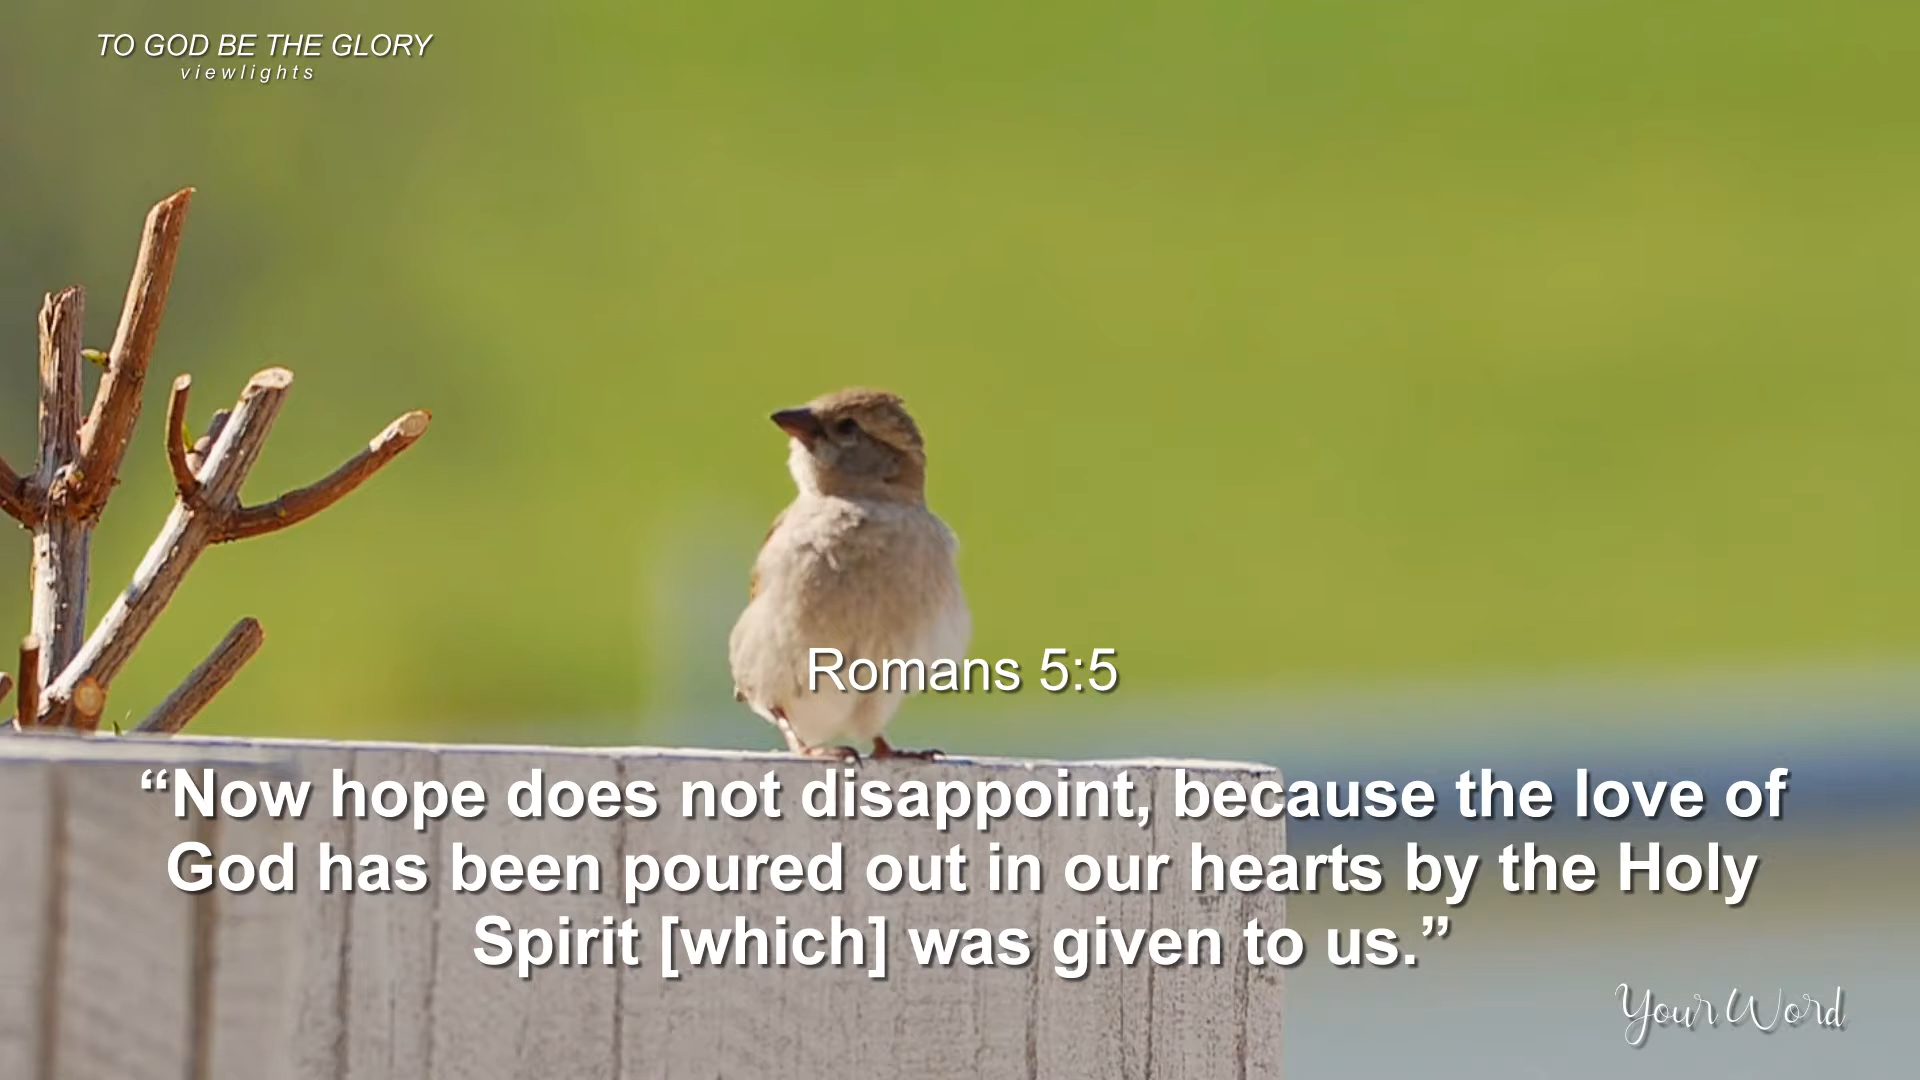 TO GOD BE THE GLORY
viewlights
Romans 5:5
“Now hope does not disappoint, because the love of
God has been poured out in our hearts by the Holy
Spirit [which] was given to us.”
Your Word